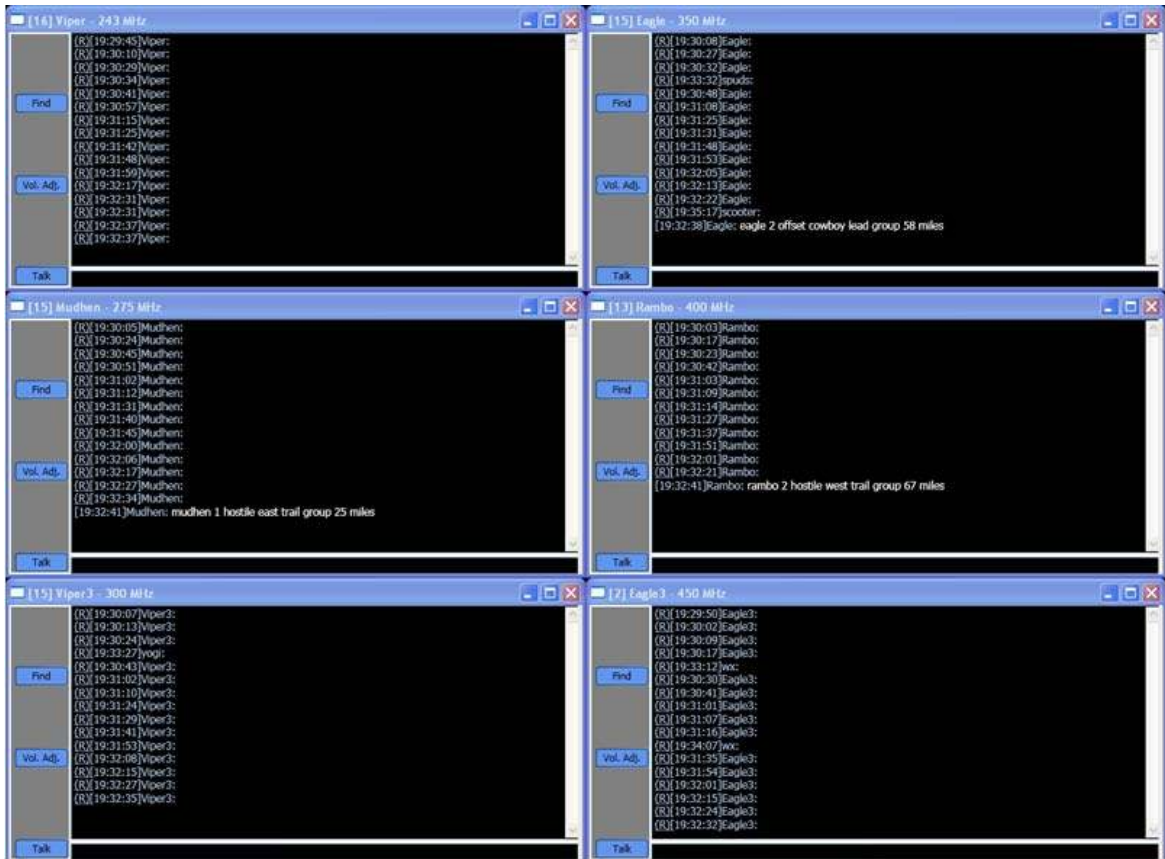 [16] Viper - 243 MHz
(R)[19:29:45]Viper:
(R)[19:30:10]Viper:
(R)[19:30:29]Viper:
(R)[19:30:34]Viper:
(R)[19:30:41]Viper:
(R)[19:30:57]Viper:
(R)[19:31:15]Viper:
(R)[19:31:25]Viper:
(R)[19:31:42]Viper:
(R)[19:31:48]Viper:
(R)[19:31:59]Viper:
(R)[19:32:17]Viper:
(R)[19:32:31]Viper:
(R)[19:32:31]Viper:
(R)[19:32:37]Viper:
(R)[19:32:37]Viper:
Find
Vol. Adj.
Talk
[15] Eagle - 350 MHz
(R)[19:30:08]Eagle:
(R)[19:30:27]Eagle:
(R)[19:30:32]Eagle:
(R)[19:33:32]spuds:
(R)[19:30:48]Eagle:
(R)[19:31:08]Eagle:
(R)[19:31:25]Eagle:
(R)[19:31:31]Eagle:
(R)[19:31:48]Eagle:
(R)[19:31:53]Eagle:
(R)[19:32:05]Eagle:
(R)[19:32:13]Eagle:
(R)[19:32:22]Eagle:
(R)[19:35:17]scooter:
[19:32:38]Eagle: eagle 2 offset cowboy lead group 58 miles
Find
Vol. Adj.
Talk
[15] Mudhen - 275 MHz
(R)[19:30:05]Mudhen:
(R)[19:30:24]Mudhen:
(R)[19:30:45]Mudhen:
(R)[19:30:51]Mudhen:
(R)[19:31:02]Mudhen:
(R)[19:31:12]Mudhen:
(R)[19:31:31]Mudhen:
(R)[19:31:40]Mudhen:
(R)[19:31:45]Mudhen:
(R)[19:32:00]Mudhen:
(R)[19:32:06]Mudhen:
(R)[19:32:17]Mudhen:
(R)[19:32:27]Mudhen:
(R)[19:32:34]Mudhen:
[19:32:41]Mudhen: mudhen 1 hostile east trail group 25 miles
Find
Vol. Adj.
Talk
[13] Rambo - 400 MHz
(R)[19:30:03]Rambo:
(R)[19:30:17]Rambo:
(R)[19:30:23]Rambo:
(R)[19:30:42]Rambo:
(R)[19:31:03]Rambo:
(R)[19:31:09]Rambo:
(R)[19:31:14]Rambo:
(R)[19:31:27]Rambo:
(R)[19:31:37]Rambo:
(R)[19:31:51]Rambo:
(R)[19:32:01]Rambo:
(R)[19:32:21]Rambo:
[19:32:41]Rambo: rambo 2 hostile west trail group 67 miles
Find
Vol. Adj.
Talk
[15] Viper3 - 300 MHz
(R)[19:30:07]Viper3:
(R)[19:30:13]Viper3:
(R)[19:30:24]Viper3:
(R)[19:33:27]yogi:
(R)[19:30:43]Viper3:
(R)[19:31:02]Viper3:
(R)[19:31:10]Viper3:
(R)[19:31:24]Viper3:
(R)[19:31:29]Viper3:
(R)[19:31:41]Viper3:
(R)[19:31:53]Viper3:
(R)[19:32:08]Viper3:
(R)[19:32:15]Viper3:
(R)[19:32:27]Viper3:
(R)[19:32:35]Viper3:
Find
Vol. Adj.
Talk
[2] Eagle3 - 450 MHz
(R)[19:29:50]Eagle3:
(R)[19:30:02]Eagle3:
(R)[19:30:09]Eagle3:
(R)[19:30:17]Eagle3:
(R)[19:33:12]wx:
(R)[19:30:30]Eagle3:
(R)[19:30:41]Eagle3:
(R)[19:31:01]Eagle3:
(R)[19:31:07]Eagle3:
(R)[19:31:16]Eagle3:
(R)[19:34:07]wx:
(R)[19:31:35]Eagle3:
(R)[19:31:54]Eagle3:
(R)[19:32:01]Eagle3:
(R)[19:32:15]Eagle3:
(R)[19:32:24]Eagle3:
(R)[19:32:32]Eagle3:
Find
Vol. Adj.
Talk